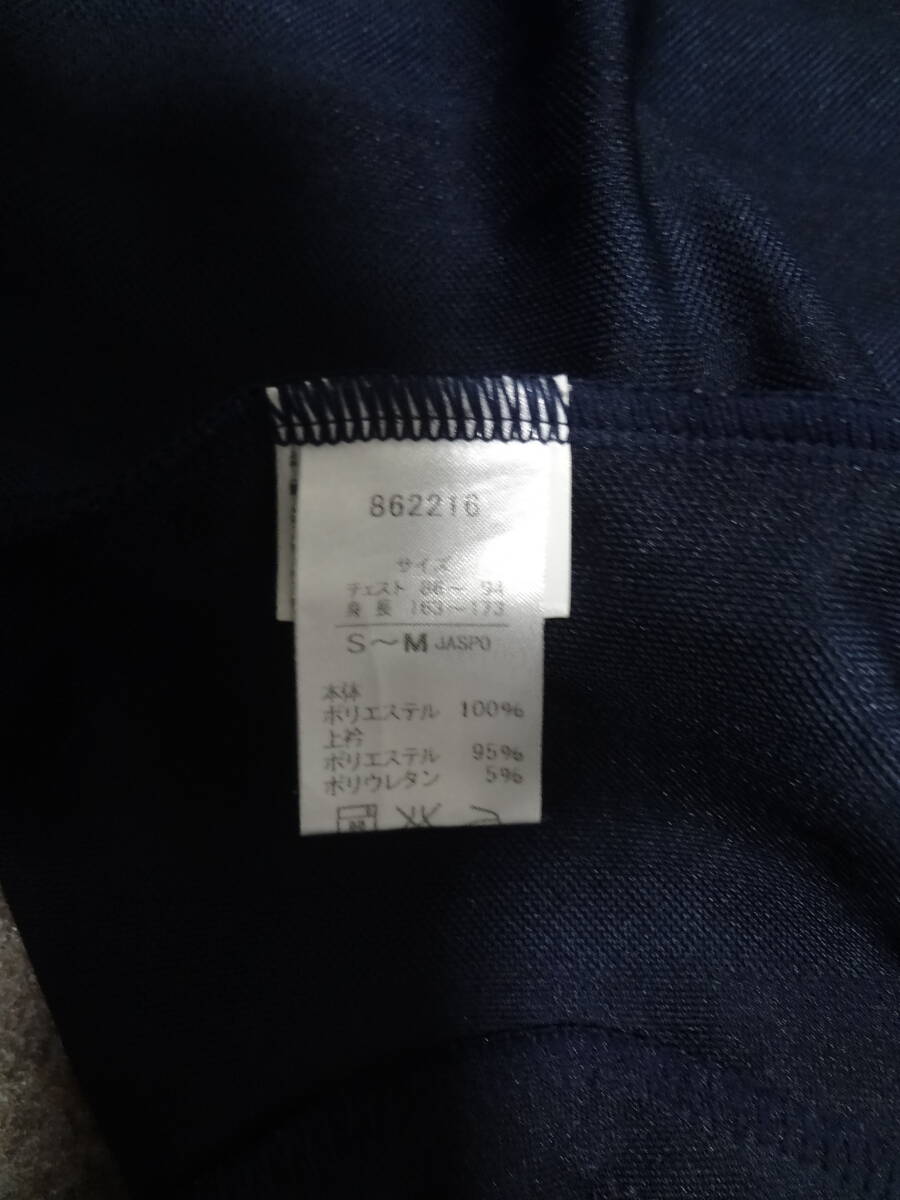 862216
サイズ
チェスト 86～ 94
身 長 163～173
S～M JASPO
本体
ポリエステル 100%
上衿
ポリエステル 95%
ポリウレタン 5%